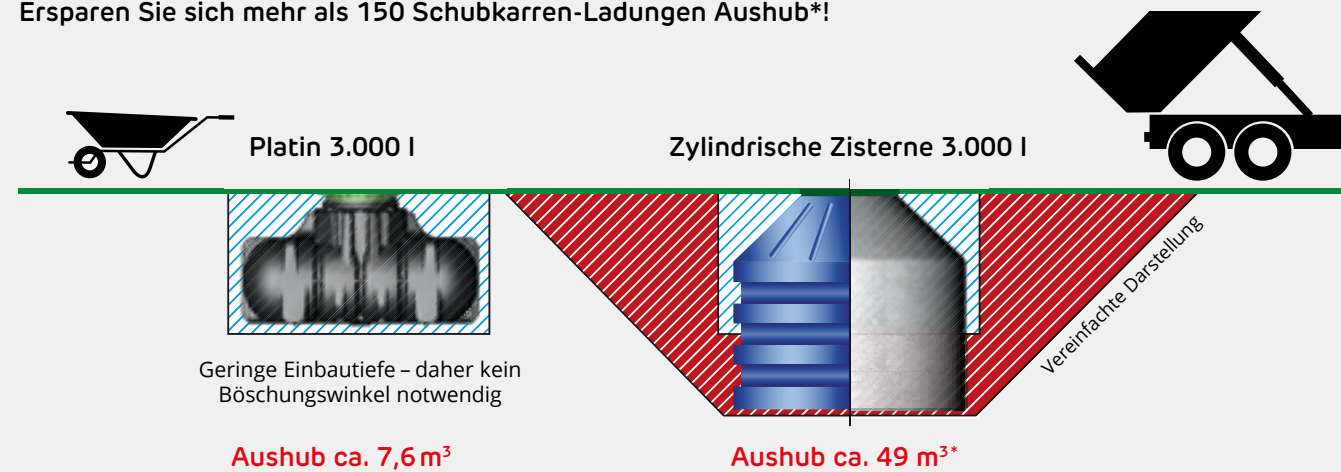 Ersparen Sie sich mehr als 150 Schubkarren-Ladungen Aushub*!
Platin 3.000 l
Zylindrische Zisterne 3.000 l
Vereinfachte Darstellung
Geringe Einbautiefe – daher kein
Böschungswinkel notwendig
Aushub ca. 7,6 m³
Aushub ca. 49 m³*